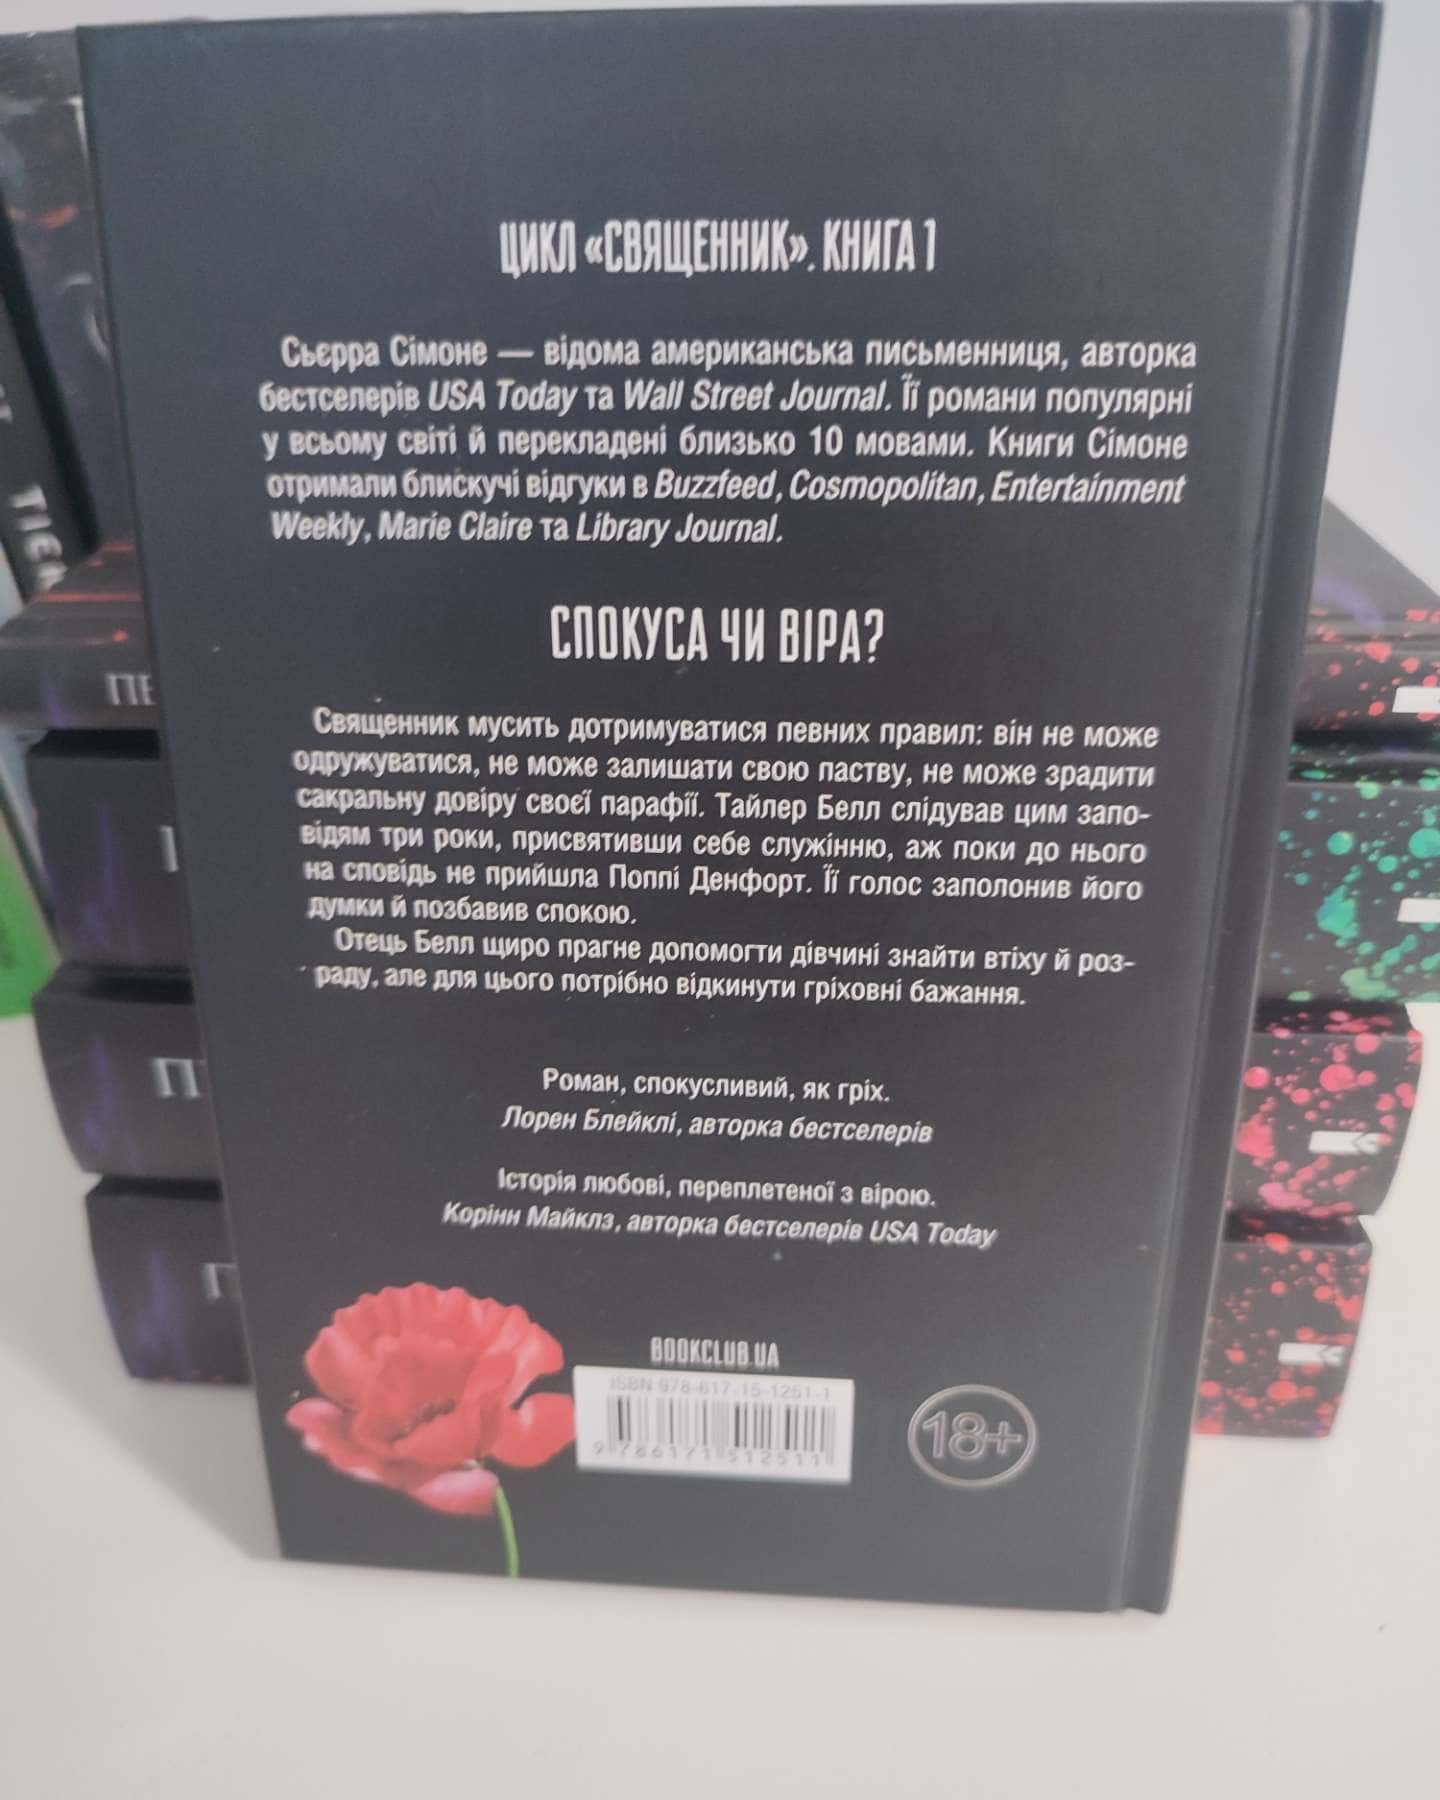 ЦИКЛ «СВЯЩЕННИК». КНИГА 1
Сьєрра Сімоне — відома американська письменниця, авторка
бестселерів USA Today та Wall Street Journal. Її романи популярні
у всьому світі й перекладені близько 10 мовами. Книги Сімоне
отримали блискучі відгуки в Buzzfeed, Cosmopolitan, Entertainment
Weekly, Marie Claire та Library Journal.
СПОКУСА ЧИ ВІРА?
Священник мусить дотримуватися певних правил: він не може
одружуватися, не може залишати свою паству, не може зрадити
сакральну довіру своєї парафії. Тайлер Белл слідував цим запо-
відям три роки, присвятивши себе служінню, аж поки до нього
на сповідь не прийшла Поппі Денфорт. Її голос заполонив його
думки й позбавив спокою.
Отець Белл щиро прагне допомогти дівчині знайти втіху й роз-
раду, але для цього потрібно відкинути гріховні бажання.
Роман, спокусливий, як гріх.
Лорен Блейклі, авторка бестселерів
Історія любові, переплетеної з вірою.
Корінн Майклз, авторка бестселерів USA Today
BOOKCLUB.UA
ISBN 978-617-15-1251-1
9 786171 512511
18+